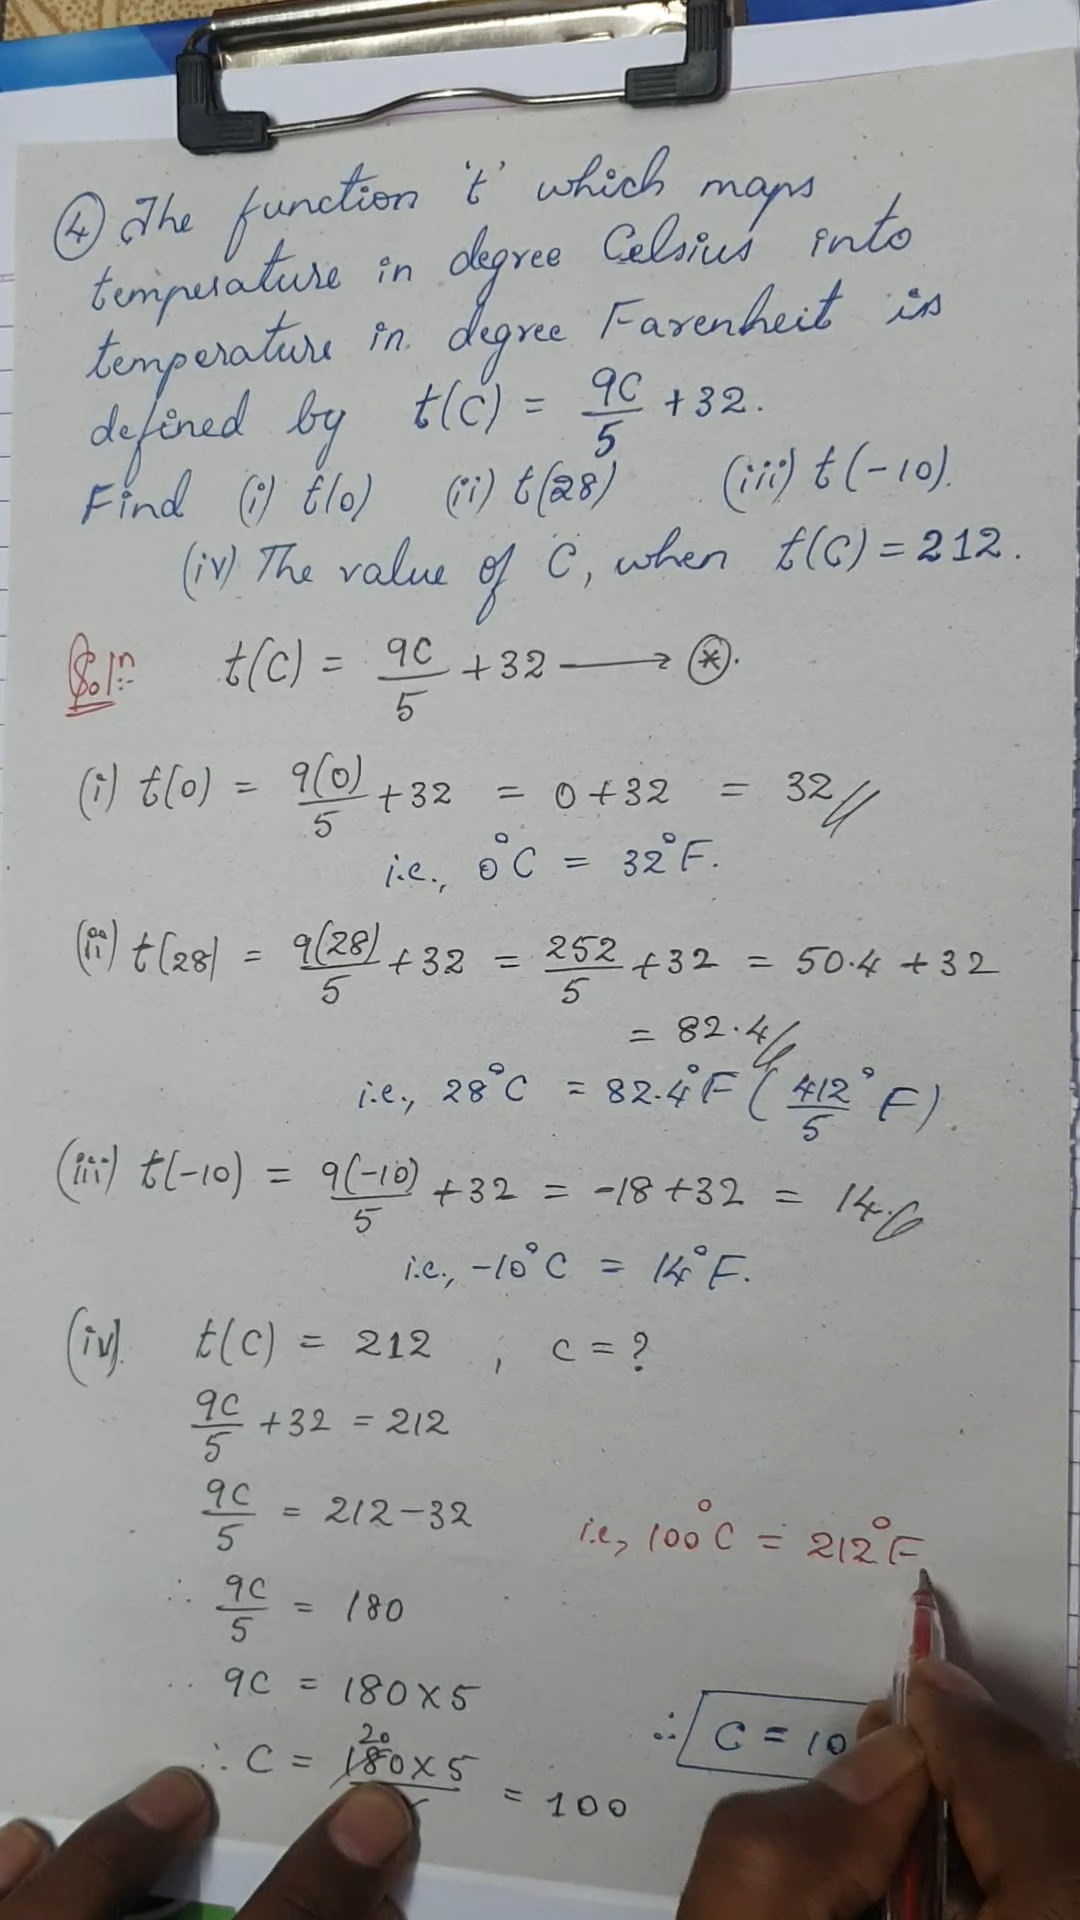 ④ The function 't' which maps
temperature in degree Celsius into
temperature in degree Farenheit is
defined by t(C) = 9C/5 + 32.
Find (i) t(0) (ii) t(28) (iii) t(-10).
(iv) The value of C, when t(C) = 212.
Soln:- t(C) = 9C/5 + 32 ⟶ ⊛.
(i) t(0) = 9(0)/5 + 32 = 0 + 32 = 32//
i.e., 0°C = 32°F.
(ii) t(28) = 9(28)/5 + 32 = 252/5 + 32 = 50.4 + 32
= 82.4//
i.e., 28°C = 82.4°F (412/5 °F).
(iii) t(-10) = 9(-10)/5 + 32 = -18 + 32 = 14.//
i.e., -10°C = 14°F.
(iv). t(C) = 212 , C = ?
9C/5 + 32 = 212
9C/5 = 212 - 32
i.e., 100°C = 212°F
∴ 9C/5 = 180
9C = 180 × 5
20
∴ C = 180 × 5 = 100
∴ C = 10